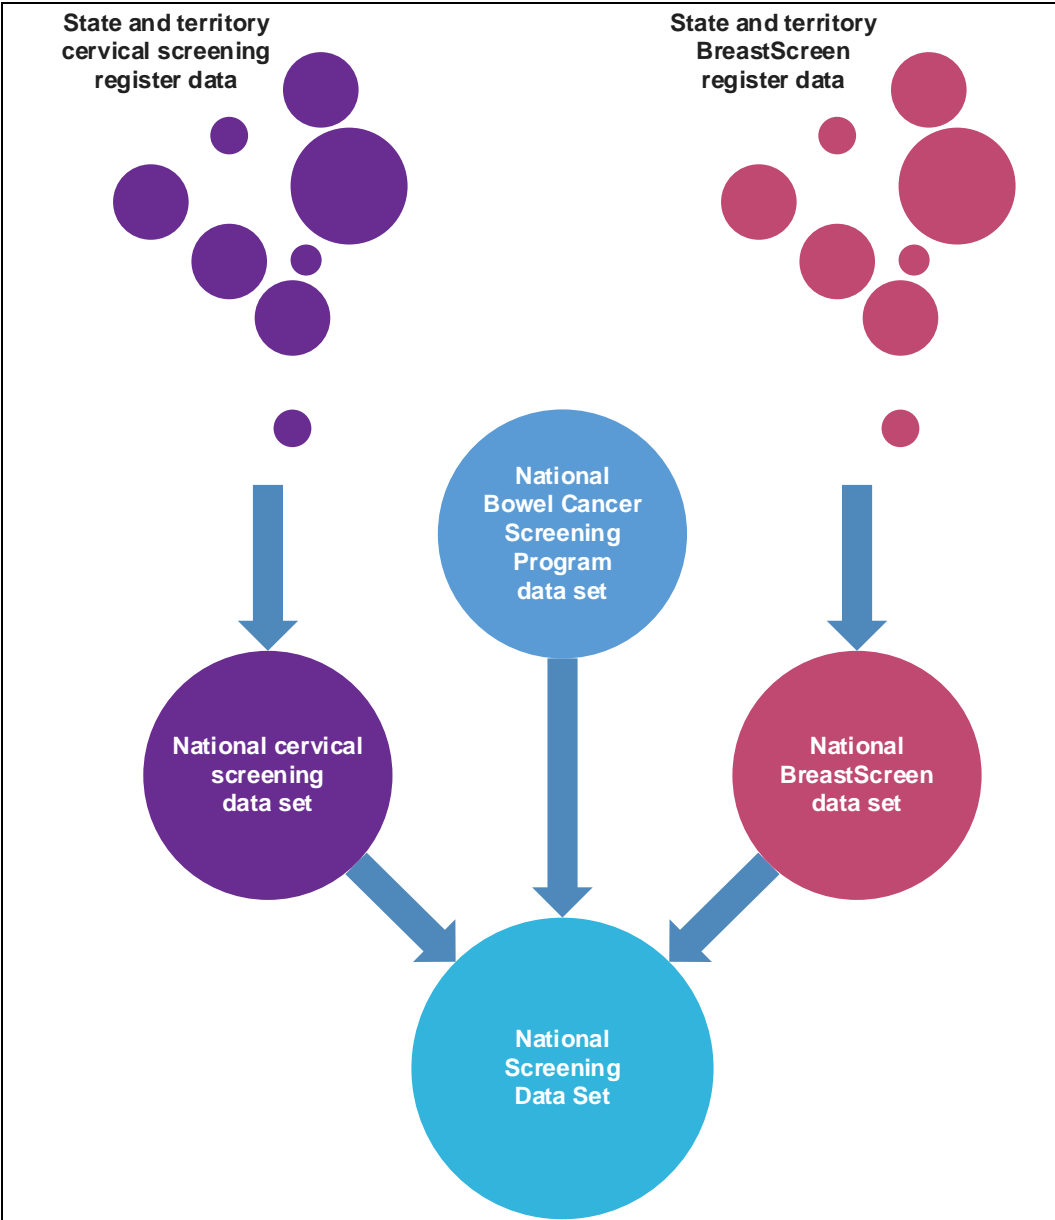 State and territory
cervical screening
register data
State and territory
BreastScreen
register data
National
Bowel Cancer
Screening
Program
data set
National cervical
screening
data set
National
BreastScreen
data set
National
Screening
Data Set